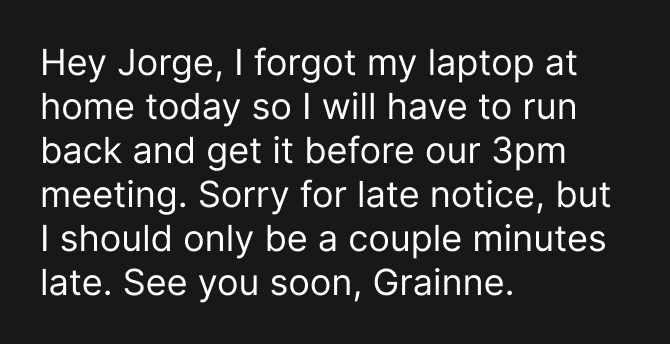 Hey Jorge, I forgot my laptop at
home today so I will have to run
back and get it before our 3pm
meeting. Sorry for late notice, but
I should only be a couple minutes
late. See you soon, Grainne.